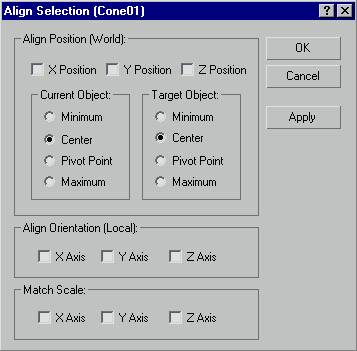 Align Selection (Cone01)
Align Position (World):
X Position Y Position Z Position
Current Object:
Minimum
Center
Pivot Point
Maximum
Target Object:
Minimum
Center
Pivot Point
Maximum
OK
Cancel
Apply
Align Orientation (Local):
X Axis Y Axis Z Axis
Match Scale:
X Axis Y Axis Z Axis